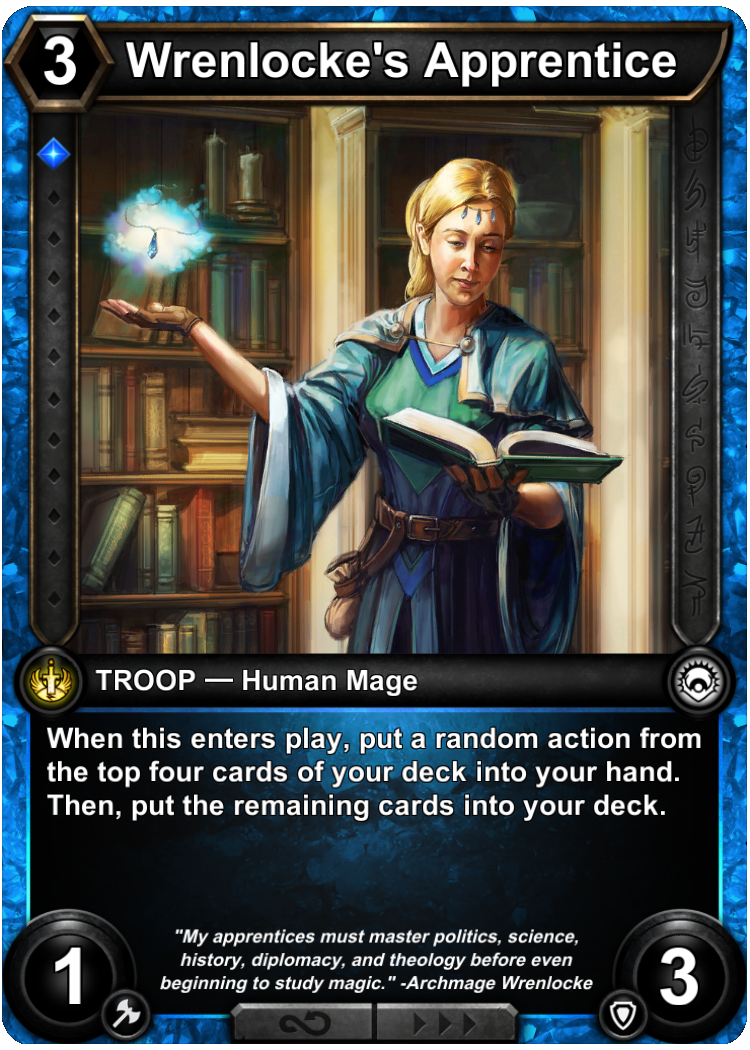 3 Wrenlocke's Apprentice
TROOP — Human Mage
When this enters play, put a random action from
the top four cards of your deck into your hand.
Then, put the remaining cards into your deck.
"My apprentices must master politics, science,
history, diplomacy, and theology before even
beginning to study magic." -Archmage Wrenlocke
1
3